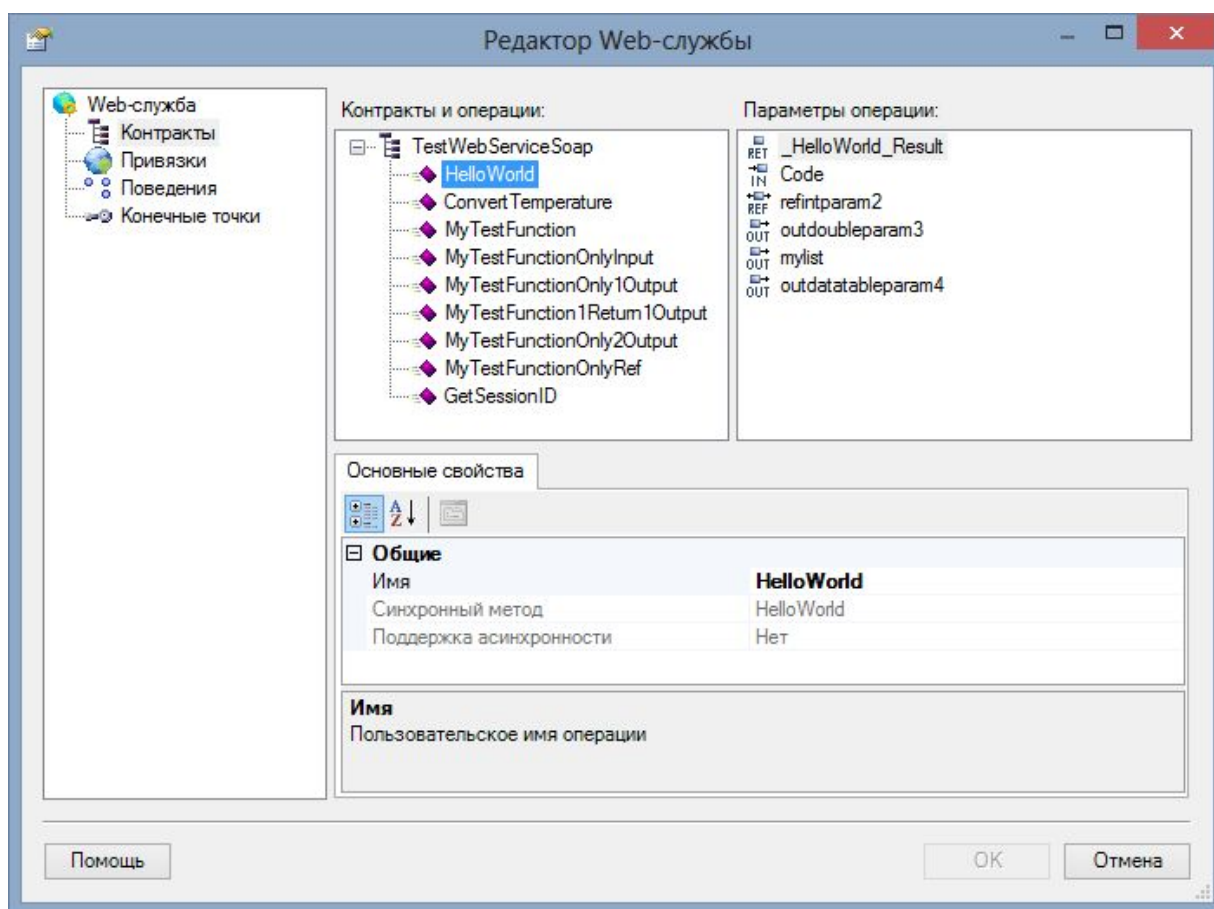 Редактор Web-службы
Web-служба
Контракты
Привязки
Поведения
Конечные точки
Контракты и операции:
TestWebServiceSoap
HelloWorld
ConvertTemperature
MyTestFunction
MyTestFunctionOnlyInput
MyTestFunctionOnly1Output
MyTestFunction1Return1Output
MyTestFunctionOnly2Output
MyTestFunctionOnlyRef
GetSessionID
Параметры операции:
RET _HelloWorld_Result
IN Code
REF refintparam2
OUT outdoubleparam3
OUT mylist
OUT outdatatableparam4
Основные свойства
Общие
Имя HelloWorld
Синхронный метод HelloWorld
Поддержка асинхронности Нет
Имя
Пользовательское имя операции
Помощь
OK
Отмена